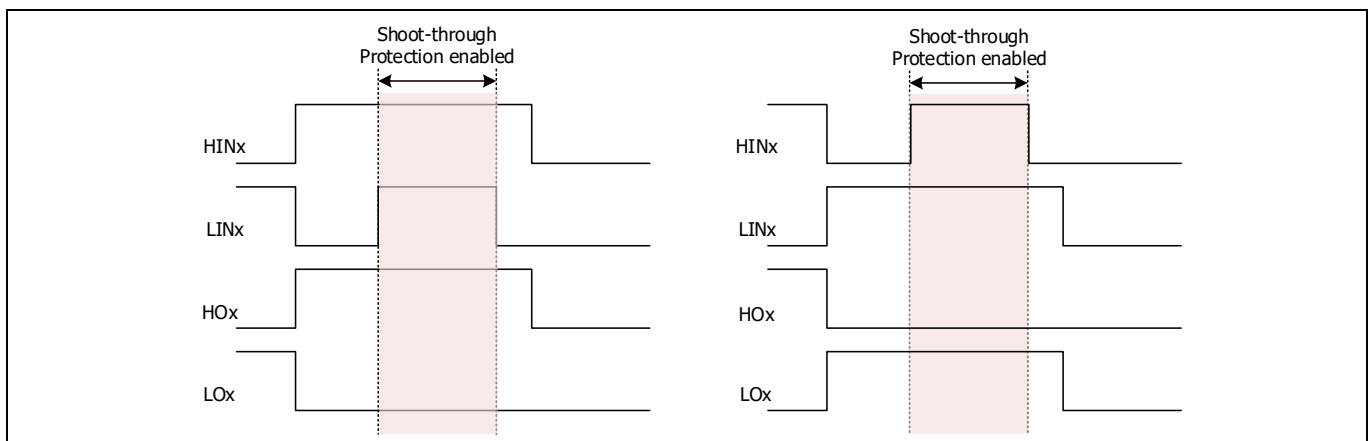 Shoot-through
Protection enabled
HINx
LINx
HOx
LOx
Shoot-through
Protection enabled
HINx
LINx
HOx
LOx